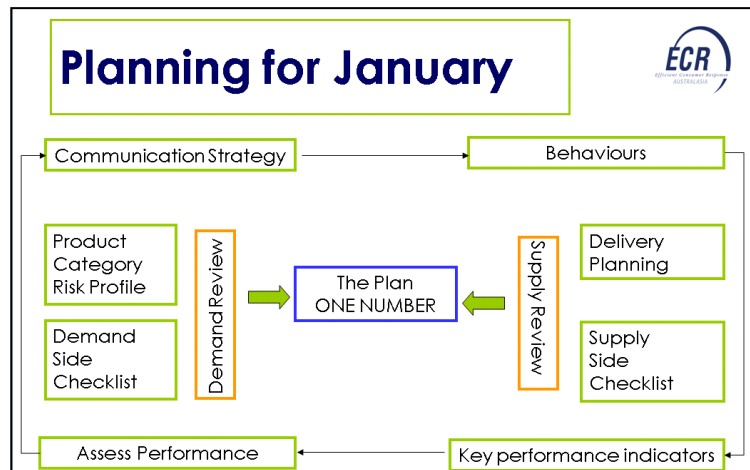 Planning for January
ECR
Efficient Consumer Response
AUSTRALASIA
Communication Strategy
Behaviours
Product
Category
Risk Profile
Demand Review
The Plan
ONE NUMBER
Supply Review
Delivery
Planning
Demand
Side
Checklist
Supply
Side
Checklist
Assess Performance
Key performance indicators